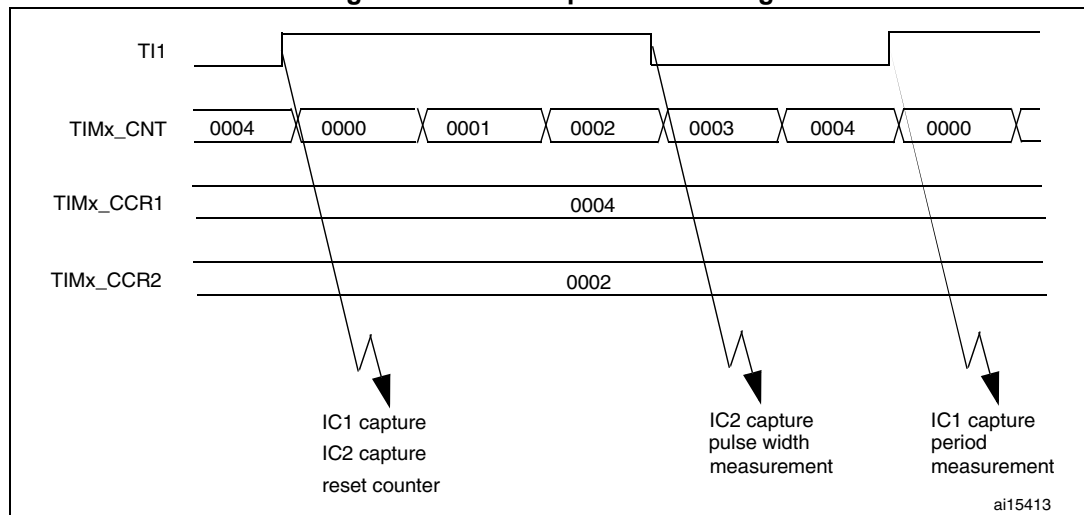 TI1
TIMx_CNT 0004 0000 0001 0002 0003 0004 0000
TIMx_CCR1 0004
TIMx_CCR2 0002
IC1 capture
IC2 capture
reset counter
IC2 capture
pulse width
measurement
IC1 capture
period
measurement
ai15413